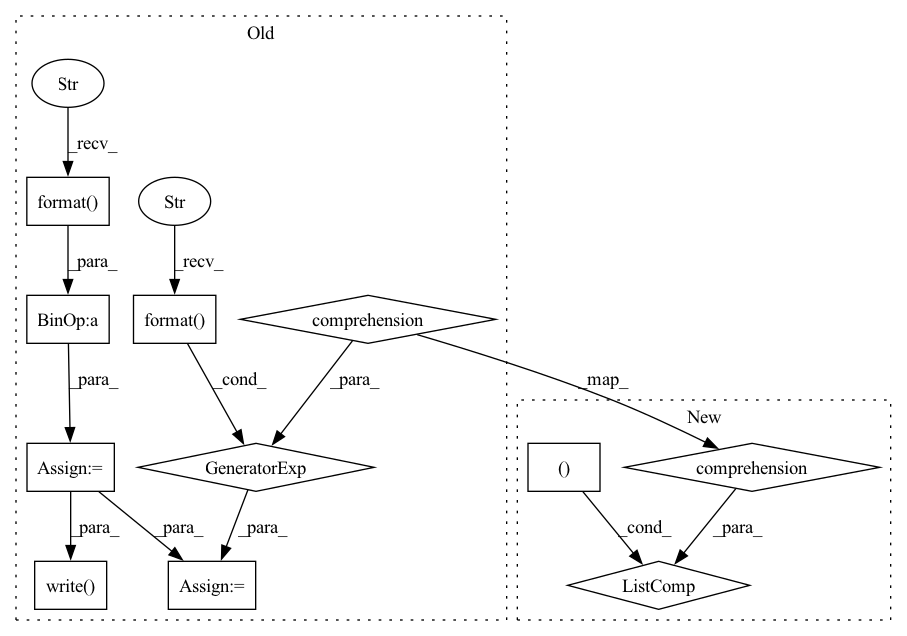 Old
Str
_recv_
format()
Str
_para_
_recv_
BinOp:a
format()
comprehension
_para_
_cond_
_para_
_map_
New
Assign:=
GeneratorExp
()
comprehension
_para_
_para_
_para_
_cond_
_para_
write()
Assign:=
ListComp